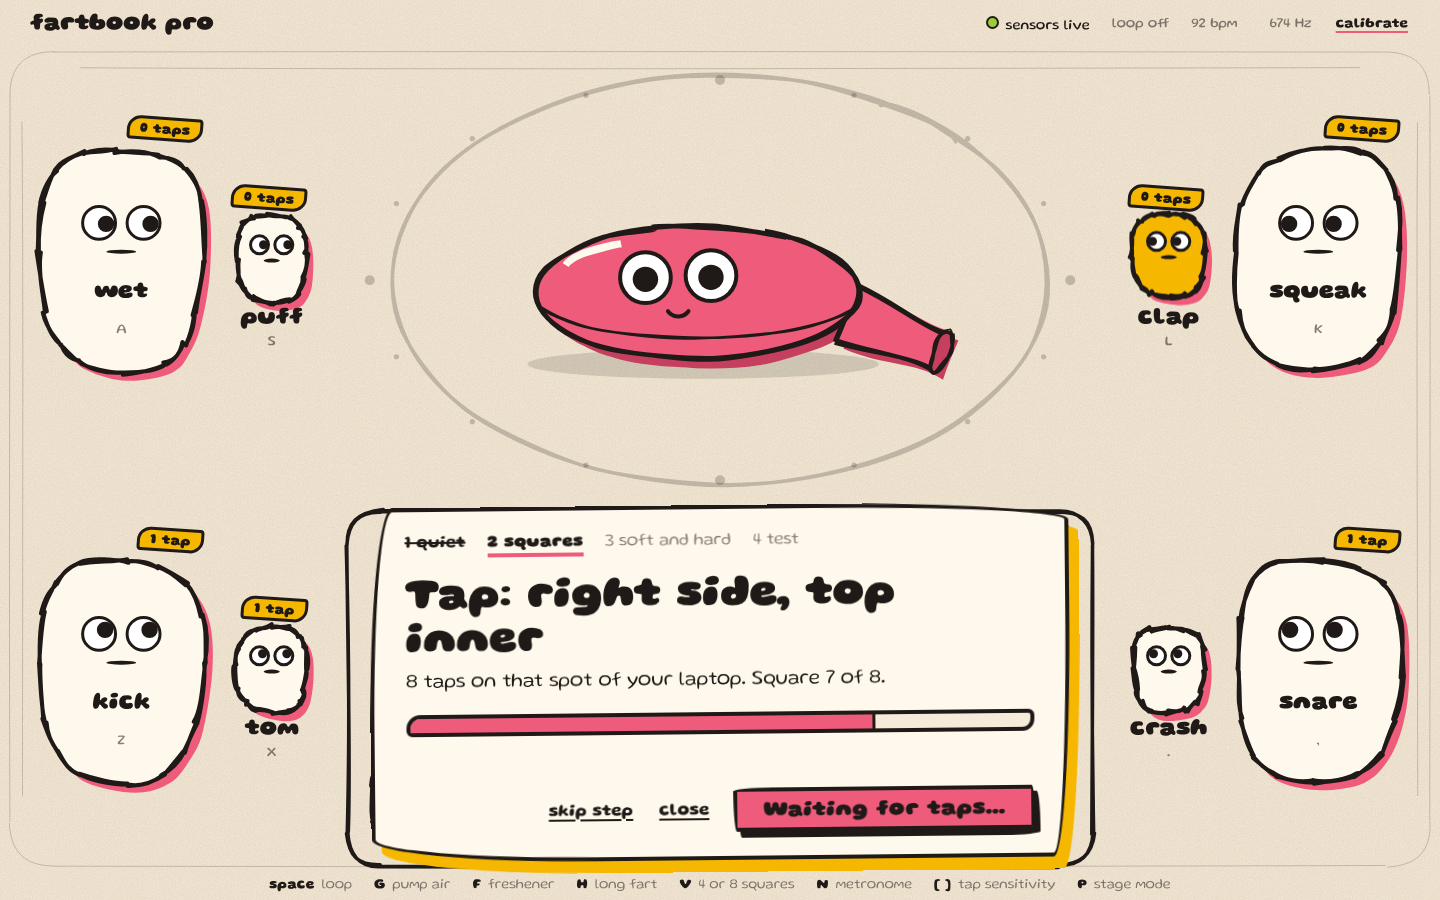 fartbook pro
sensors live loop off 92 bpm 674 Hz calibrate
0 taps
wet
A
0 taps
puff
S
0 taps
clap
L
0 taps
squeak
K
1 tap
kick
Z
1 tap
tom
X
1 quiet 2 squares 3 soft and hard 4 test
Tap: right side, top
inner
8 taps on that spot of your laptop. Square 7 of 8.
skip step close Waiting for taps...
crash
.
1 tap
snare
,
space loop G pump air F freshener H long fart V 4 or 8 squares N metronome [ ] tap sensitivity P stage mode